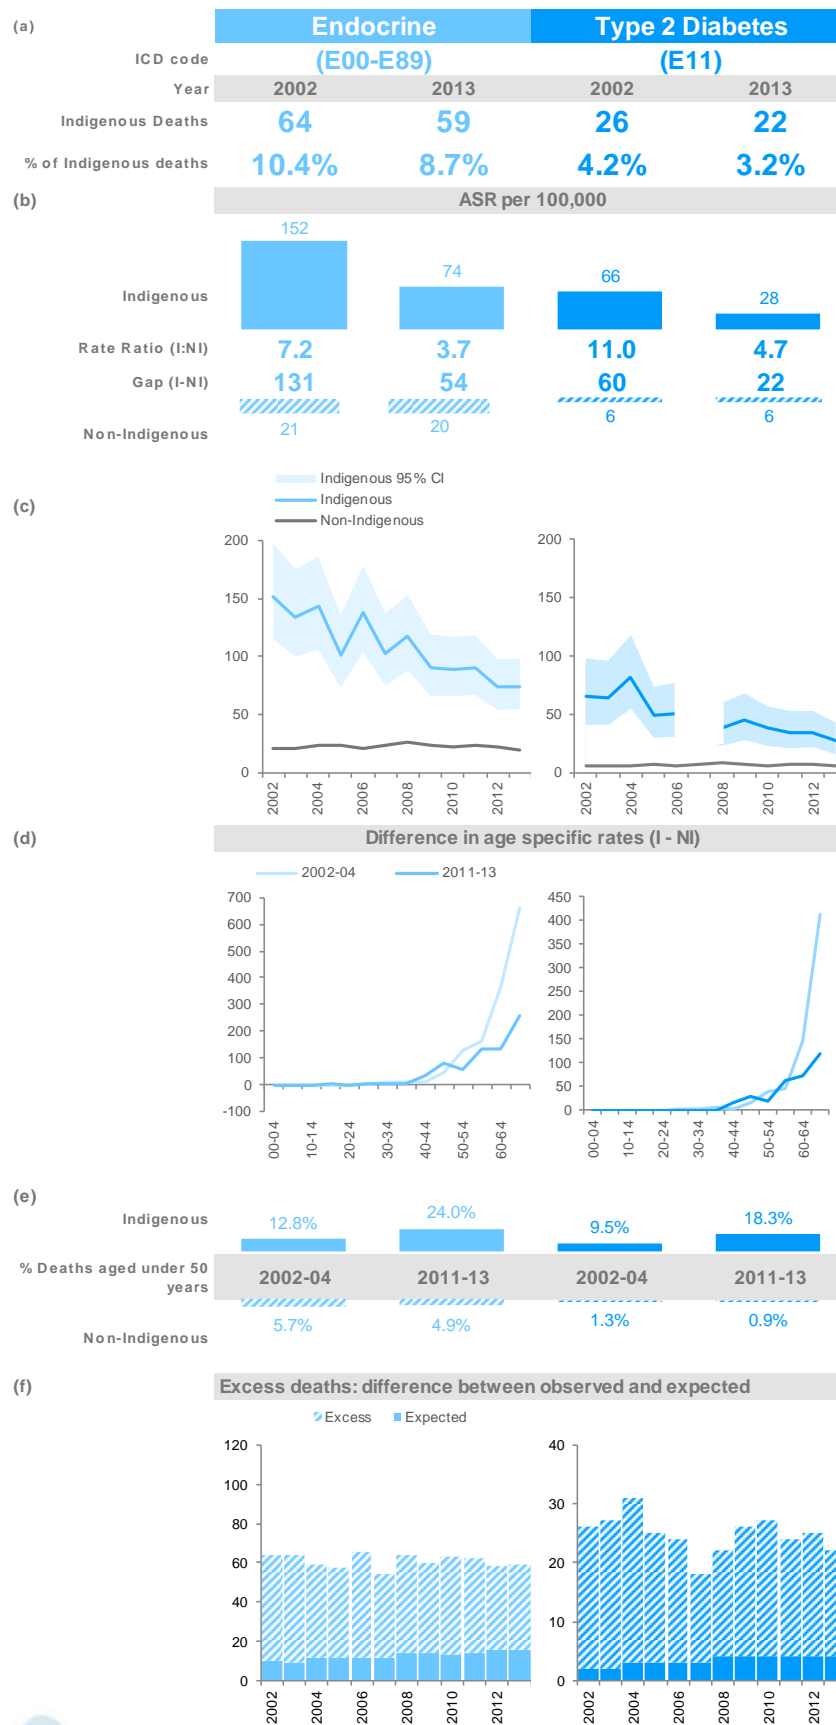 (a) Endocrine Type 2 Diabetes
ICD code (E00-E89) (E11)
Year 2002 2013 2002 2013
Indigenous Deaths 64 59 26 22
% of Indigenous deaths 10.4% 8.7% 4.2% 3.2%
(b) ASR per 100,000
152 74 66 28
Indigenous
Rate Ratio (I:NI) 7.2 3.7 11.0 4.7
Gap (I-NI) 131 54 60 22
Non-Indigenous 21 20 6 6
(c)
Indigenous 95% CI
Indigenous
Non-Indigenous
200 200
150 150
100 100
50 50
0 0
2002 2004 2006 2008 2010 2012 2002 2004 2006 2008 2010 2012
(d) Difference in age specific rates (I - NI)
2002-04 2011-13
700 450
600 400
500 350
400 300
300 250
200 200
100 150
0 100
-100 50
0
00-04 10-14 20-24 30-34 40-44 50-54 60-64 00-04 10-14 20-24 30-34 40-44 50-54 60-64
(e)
Indigenous 12.8% 24.0% 9.5% 18.3%
% Deaths aged under 50
years 2002-04 2011-13 2002-04 2011-13
Non-Indigenous 5.7% 4.9% 1.3% 0.9%
(f) Excess deaths: difference between observed and expected
Excess Expected
120 40
100 30
80 20
60 10
40 0
20
0
2002 2004 2006 2008 2010 2012 2002 2004 2006 2008 2010 2012